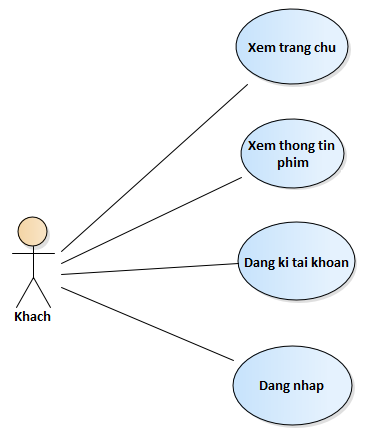 Xem trang chu
Xem thong tin
phim
Dang ki tai khoan
Khach
Dang nhap